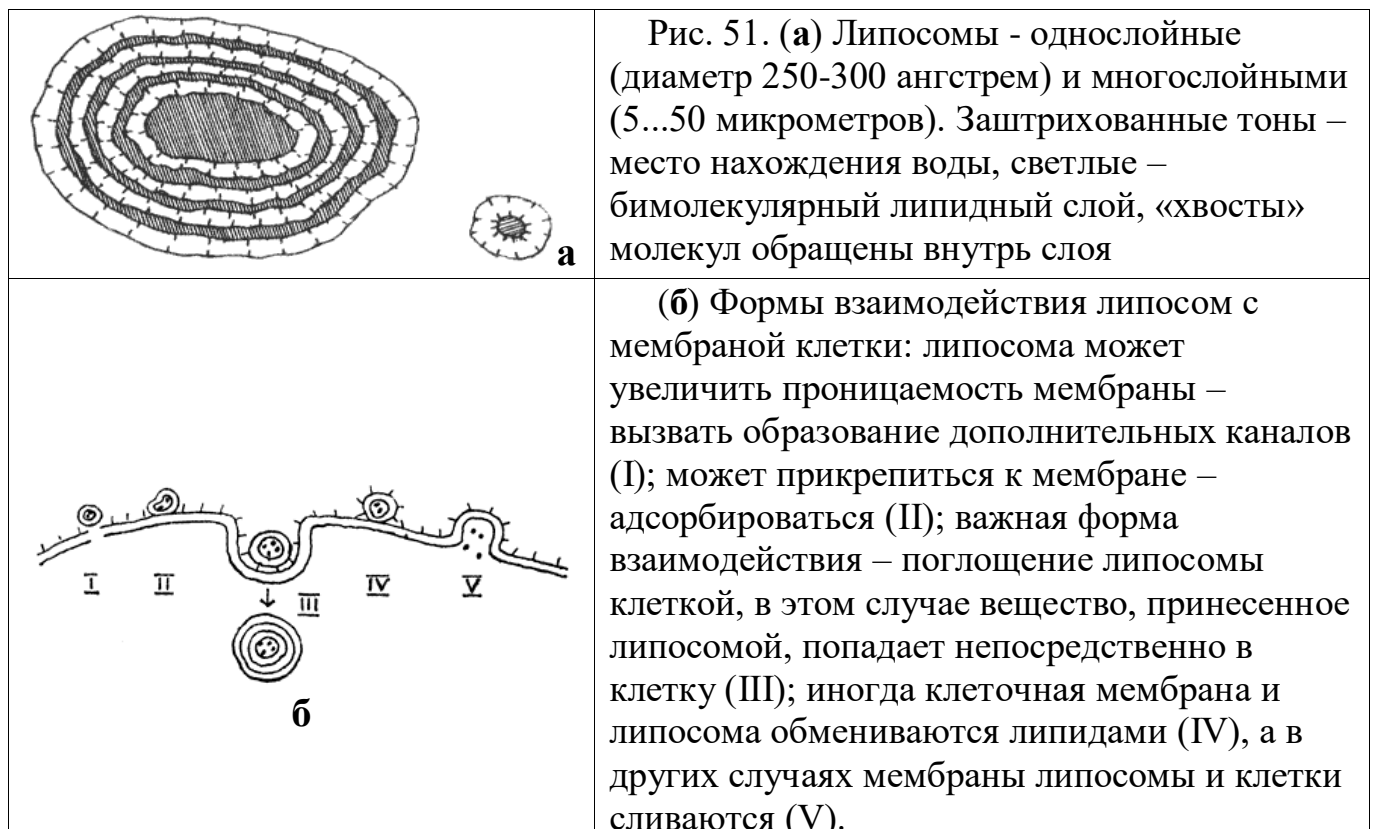 Рис. 51. (а) Липосомы - однослойные
(диаметр 250-300 ангстрем) и многослойными
(5...50 микрометров). Заштрихованные тоны –
место нахождения воды, светлые –
бимолекулярный липидный слой, «хвосты»
молекул обращены внутрь слоя
а
(б) Формы взаимодействия липосом с
мембраной клетки: липосома может
увеличить проницаемость мембраны –
вызвать образование дополнительных каналов
(I); может прикрепиться к мембране –
адсорбироваться (II); важная форма
взаимодействия – поглощение липосомы
клеткой, в этом случае вещество, принесенное
липосомой, попадает непосредственно в
клетку (III); иногда клеточная мембрана и
липосома обмениваются липидами (IV), а в
других случаях мембраны липосомы и клетки
сливаются (V).
I II III IV V
б